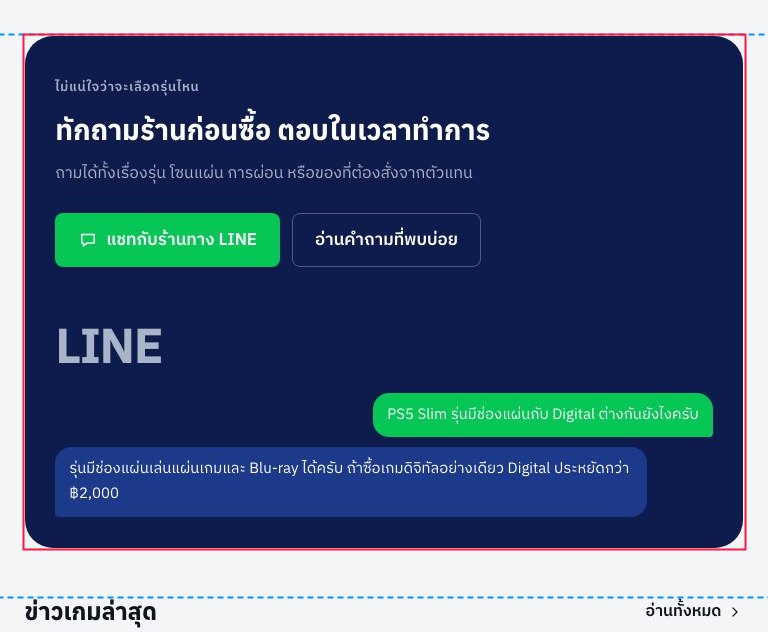 ไม่แน่ใจว่าจะเลือกรุ่นไหน
ทักถามร้านก่อนซื้อ ตอบในเวลาทำการ
ถามได้ทั้งเรื่องรุ่น โซนแผ่น การผ่อน หรือของที่ต้องสั่งจากตัวแทน
แชทกับร้านทาง LINE
อ่านคำถามที่พบบ่อย
LINE
PS5 Slim รุ่นมีช่องแผ่นกับ Digital ต่างกันยังไงครับ
รุ่นมีช่องแผ่นเล่นแผ่นเกมและ Blu-ray ได้ครับ ถ้าซื้อเกมดิจิทัลอย่างเดียว Digital ประหยัดกว่า
฿2,000
ข่าวเกมล่าสุด
อ่านทั้งหมด